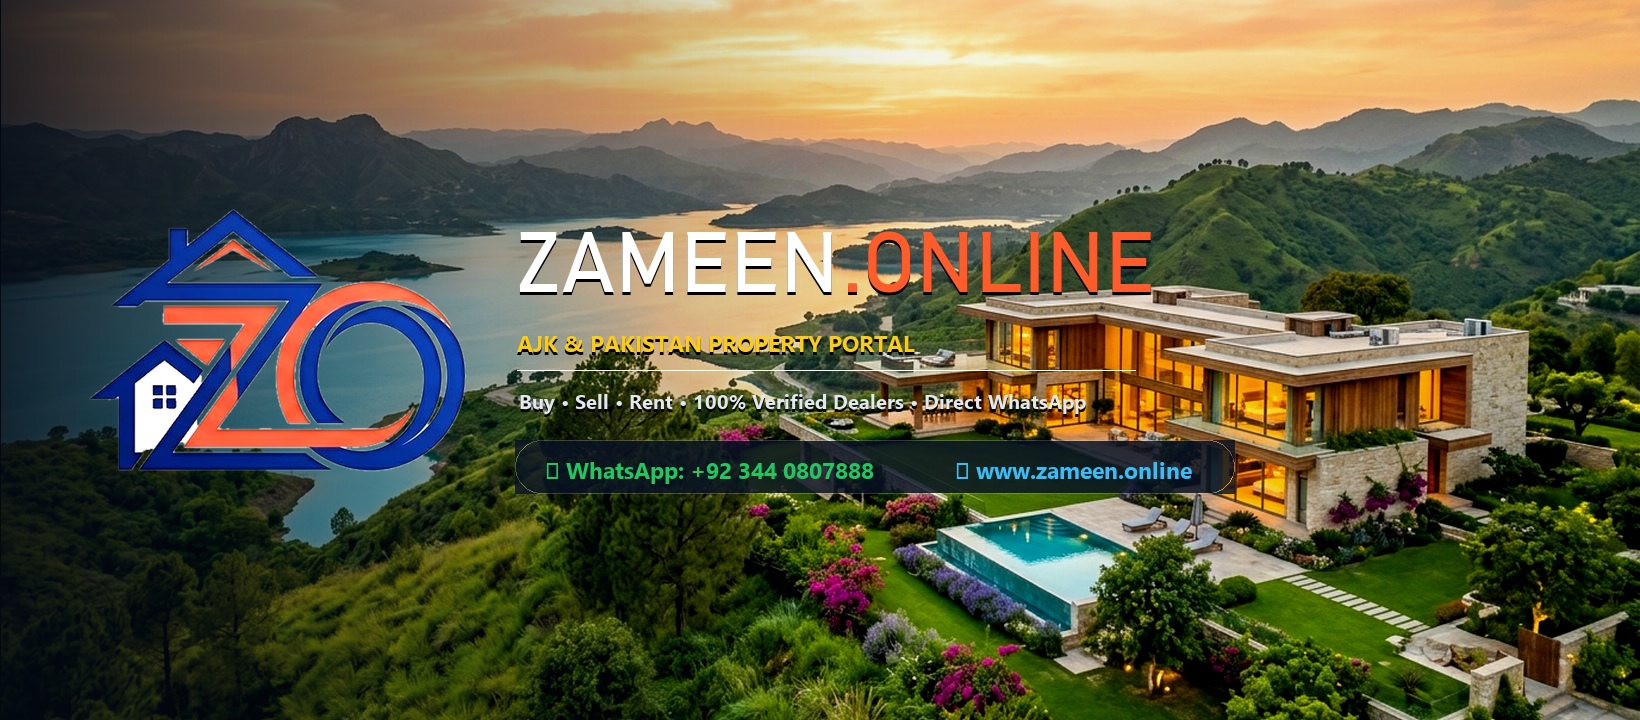 ZO
ZAMEEN.ONLINE
AJK & PAKISTAN PROPERTY PORTAL
Buy • Sell • Rent • 100% Verified Dealers • Direct WhatsApp
WhatsApp: +92 344 0807888
www.zameen.online